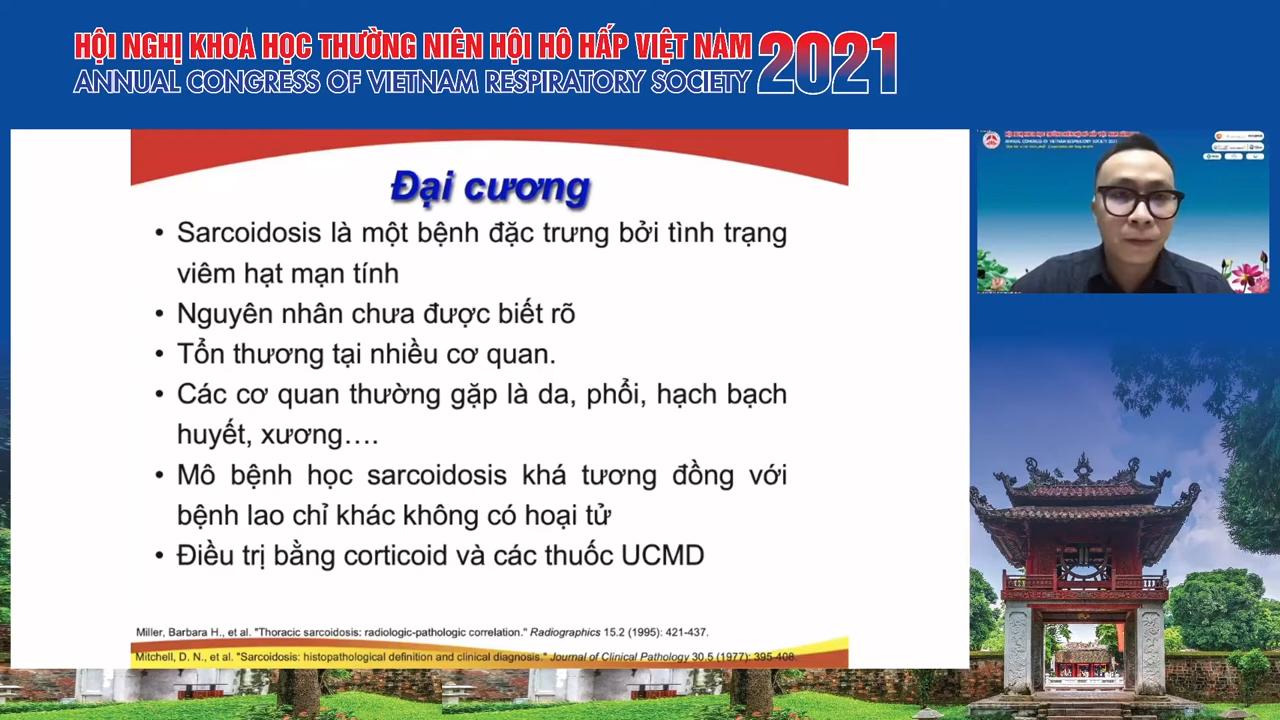 HỘI NGHỊ KHOA HỌC THƯỜNG NIÊN HỘI HÔ HẤP VIỆT NAM 2021
ANNUAL CONGRESS OF VIETNAM RESPIRATORY SOCIETY
Đại cương
• Sarcoidosis là một bệnh đặc trưng bởi tình trạng
viêm hạt mạn tính
• Nguyên nhân chưa được biết rõ
• Tổn thương tại nhiều cơ quan.
• Các cơ quan thường gặp là da, phổi, hạch bạch
huyết, xương….
• Mô bệnh học sarcoidosis khá tương đồng với
bệnh lao chỉ khác không có hoại tử
• Điều trị bằng corticoid và các thuốc UCMD
Miller, Barbara H., et al. "Thoracic sarcoidosis: radiologic-pathologic correlation." Radiographics 15.2 (1995): 421-437.
Mitchell, D. N., et al. "Sarcoidosis: histopathological definition and clinical diagnosis." Journal of Clinical Pathology 30.5 (1977): 395-408.